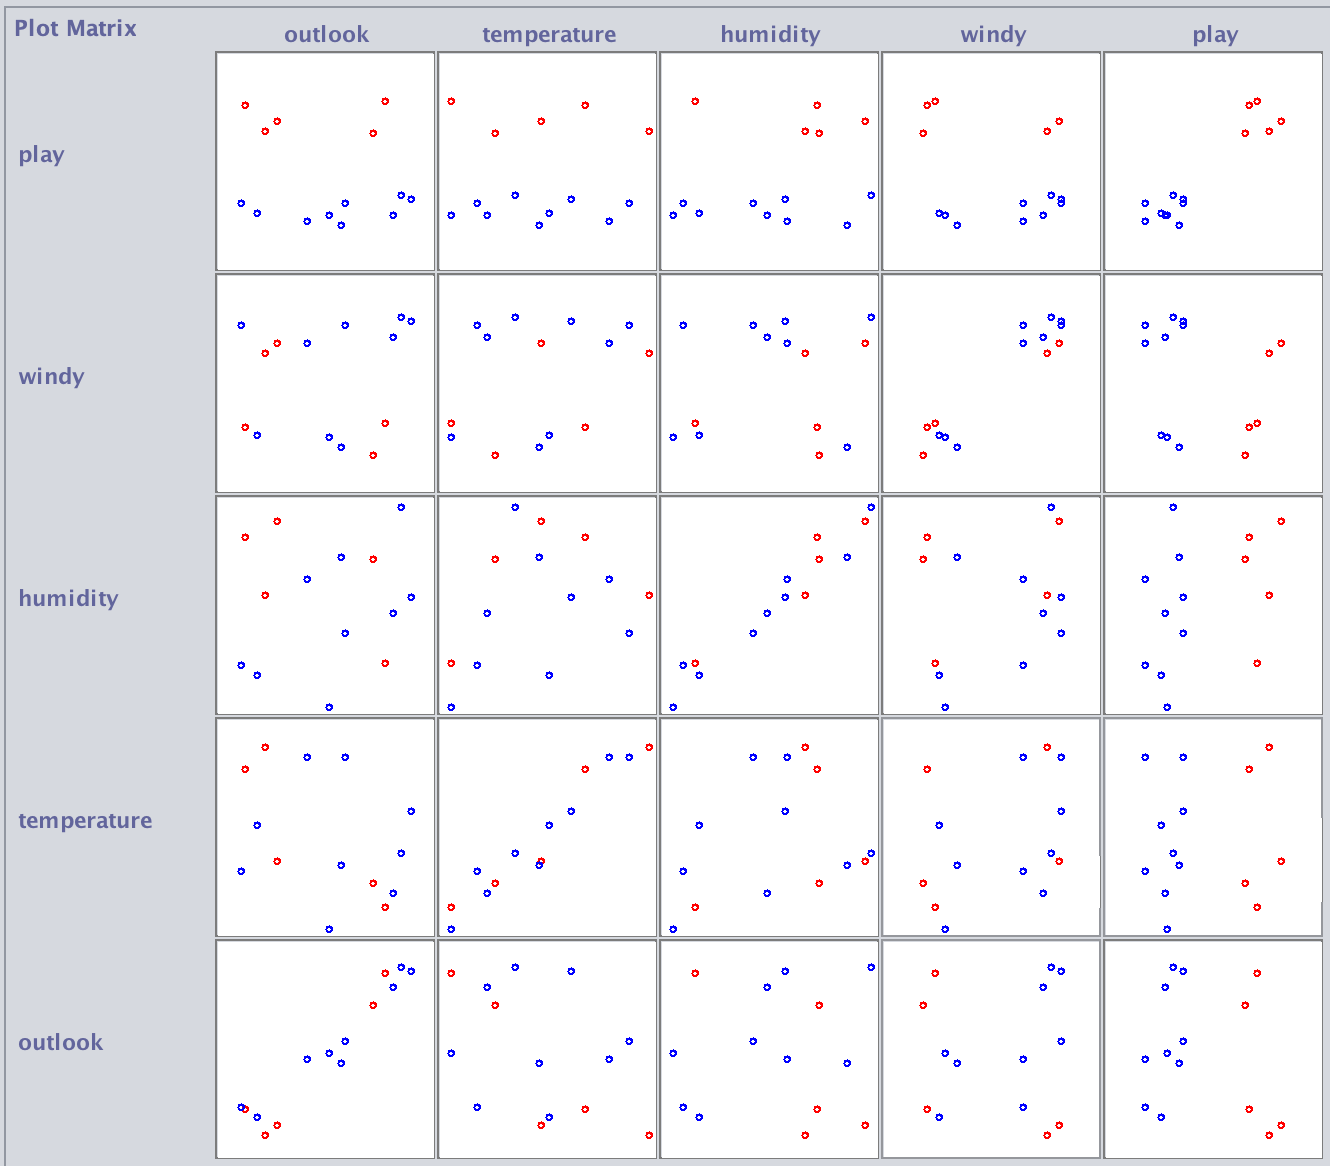 Plot Matrix
outlook temperature humidity windy play
play
windy
humidity
temperature
outlook